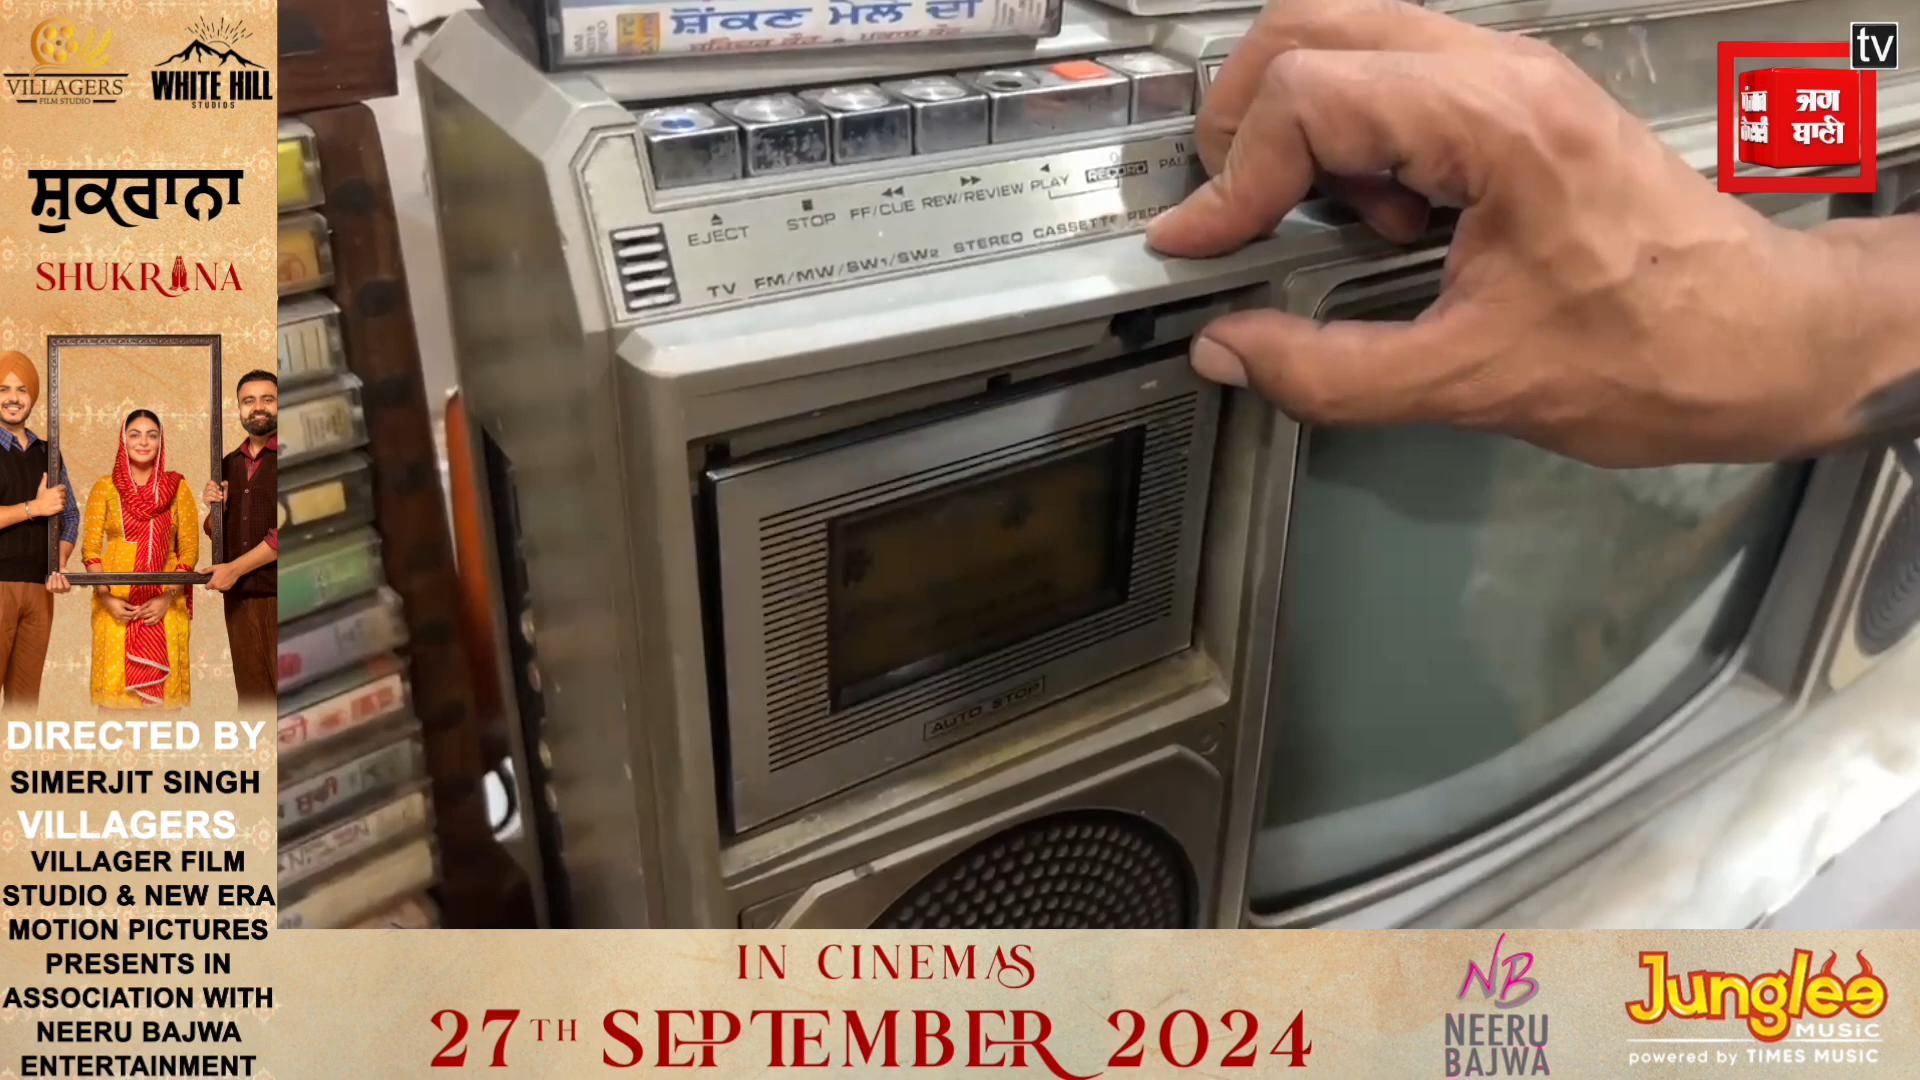 VILLAGERS
FILM STUDIO
WHITE HILL
STUDIOS
ਸ਼ੁਕਰਾਨਾ
SHUKRANA
DIRECTED BY
SIMERJIT SINGH
VILLAGERS
VILLAGER FILM
STUDIO & NEW ERA
MOTION PICTURES
PRESENTS IN
ASSOCIATION WITH
NEERU BAJWA
ENTERTAINMENT
ਸ਼ੌਂਕਣ ਮੇਲੇ ਦੀ
EJECT STOP FF/CUE REW/REVIEW PLAY RECORD
TV FM/MW/SW1/SW2 STEREO CASSETTE
AUTO STOP
tv
ਜਗ
ਬਾਣੀ
IN CINEMAS
27TH SEPTEMBER 2024
NB
NEERU
BAJWA
Junglee
MUSiC
powered by TIMES MUSIC